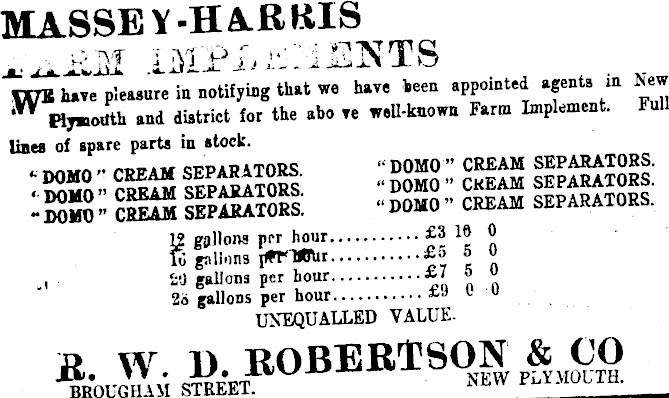 MASSEY-HARRIS
FARM IMPLEMENTS
WE have pleasure in notifying that we have been appointed agents in New
Plymouth and district for the abo ve well-known Farm Implement. Full
lines of spare parts in stock.
"DOMO" CREAM SEPARATORS. "DOMO" CREAM SEPARATORS.
"DOMO" CREAM SEPARATORS. "DOMO" CREAM SEPARATORS.
"DOMO" CREAM SEPARATORS. "DOMO" CREAM SEPARATORS.
12 gallons per hour...........£3 10 0
16 gallons per hour...........£5 5 0
20 gallons per hour...........£7 5 0
28 gallons per hour...........£9 0 0
UNEQUALLED VALUE.
R. W. D. ROBERTSON & CO
BROUGHAM STREET. NEW PLYMOUTH.